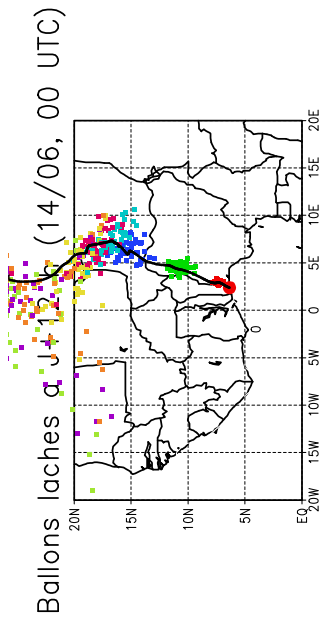 Ballons laches a (14/06, 00 UTC)
20N
15N
10N
5N
EQ
20W 15W 10W 5W 0 5E 10E 15E 20E
0